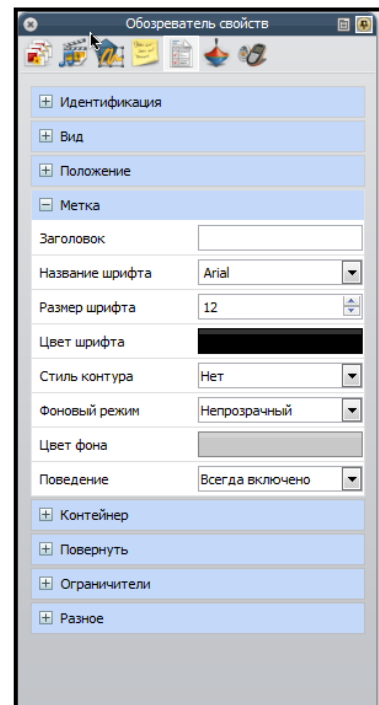 Обозреватель свойств
Идентификация
Вид
Положение
Метка
Заголовок
Название шрифта Arial
Размер шрифта 12
Цвет шрифта
Стиль контура Нет
Фоновый режим Непрозрачный
Цвет фона
Поведение Всегда включено
Контейнер
Повернуть
Ограничители
Разное